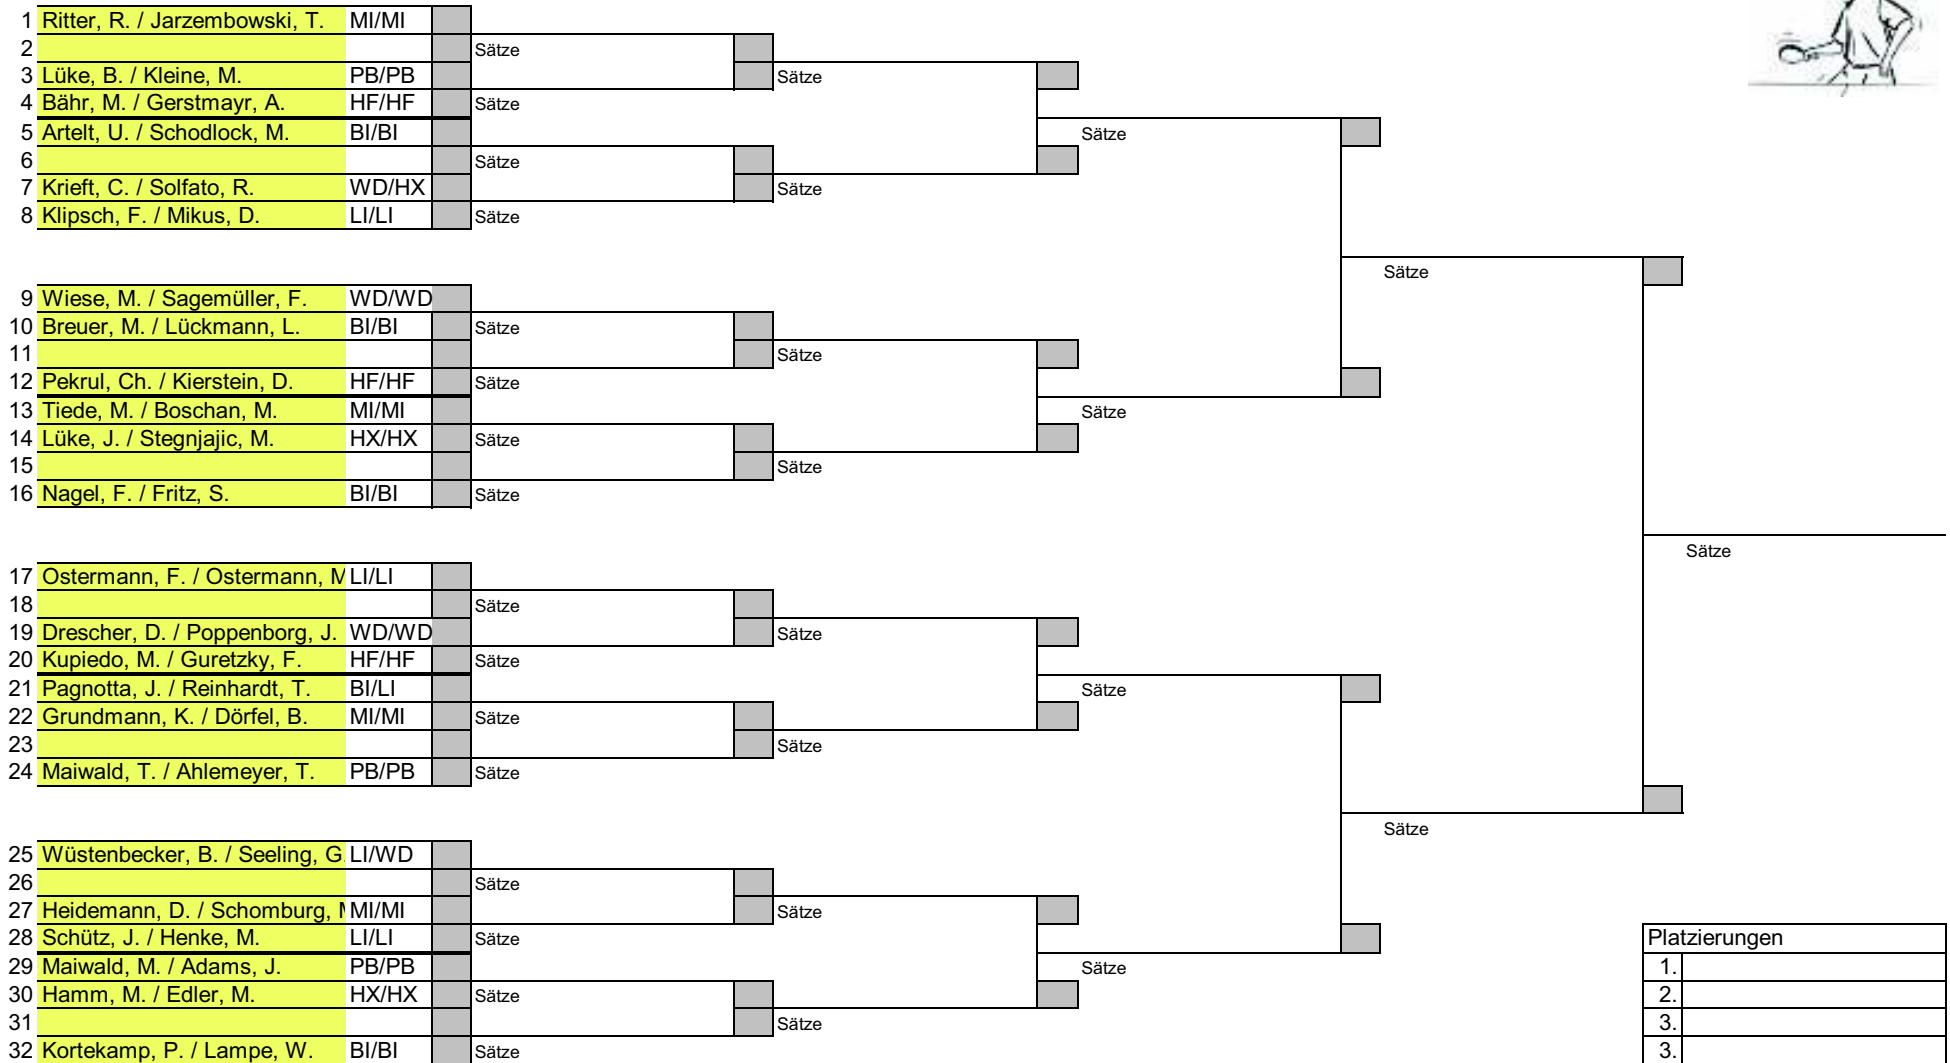 1 Ritter, R. / Jarzembowski, T. MI/MI
2 Sätze
3 Lüke, B. / Kleine, M. PB/PB Sätze
4 Bähr, M. / Gerstmayr, A. HF/HF Sätze
5 Artelt, U. / Schodlock, M. BI/BI Sätze
6 Sätze
7 Krieft, C. / Solfato, R. WD/HX Sätze
8 Klipsch, F. / Mikus, D. LI/LI Sätze
Sätze
9 Wiese, M. / Sagemüller, F. WD/WD
10 Breuer, M. / Lückmann, L. BI/BI Sätze
11 Sätze
12 Pekrul, Ch. / Kierstein, D. HF/HF Sätze
13 Tiede, M. / Boschan, M. MI/MI Sätze
14 Lüke, J. / Stegnjajic, M. HX/HX Sätze
15 Sätze
16 Nagel, F. / Fritz, S. BI/BI Sätze
Sätze
17 Ostermann, F. / Ostermann, M LI/LI
18 Sätze
19 Drescher, D. / Poppenborg, J. WD/WD Sätze
20 Kupiedo, M. / Guretzky, F. HF/HF Sätze
21 Pagnotta, J. / Reinhardt, T. BI/LI Sätze
22 Grundmann, K. / Dörfel, B. MI/MI Sätze
23 Sätze
24 Maiwald, T. / Ahlemeyer, T. PB/PB Sätze
Sätze
25 Wüstenbecker, B. / Seeling, G. LI/WD
26 Sätze
27 Heidemann, D. / Schomburg, MI/MI Sätze
28 Schütz, J. / Henke, M. LI/LI Sätze Platzierungen
29 Maiwald, M. / Adams, J. PB/PB Sätze 1.
30 Hamm, M. / Edler, M. HX/HX Sätze 2.
31 Sätze 3.
32 Kortekamp, P. / Lampe, W. BI/BI Sätze 3.